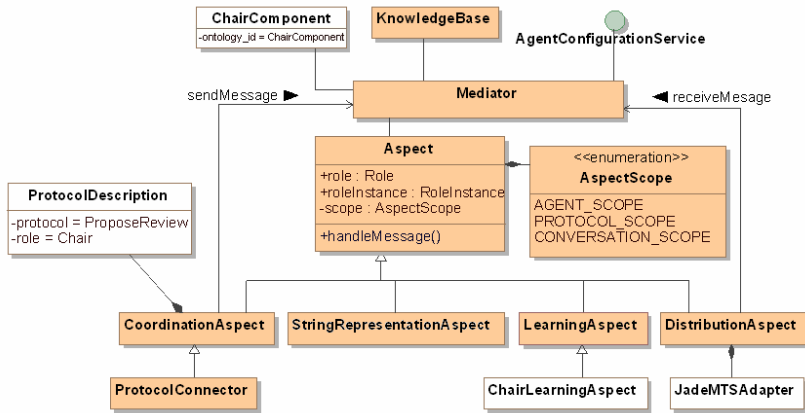 ChairComponent
-ontology_id = ChairComponent
KnowledgeBase
AgentConfigurationService
Mediator
sendMessage
receiveMesage
Aspect
+role : Role
+roleInstance : RoleInstance
-scope : AspectScope
+handleMessage()
<<enumeration>>
AspectScope
AGENT_SCOPE
PROTOCOL_SCOPE
CONVERSATION_SCOPE
ProtocolDescription
-protocol = ProposeReview
-role = Chair
CoordinationAspect
StringRepresentationAspect
LearningAspect
DistributionAspect
ProtocolConnector
ChairLearningAspect
JadeMTSAdapter